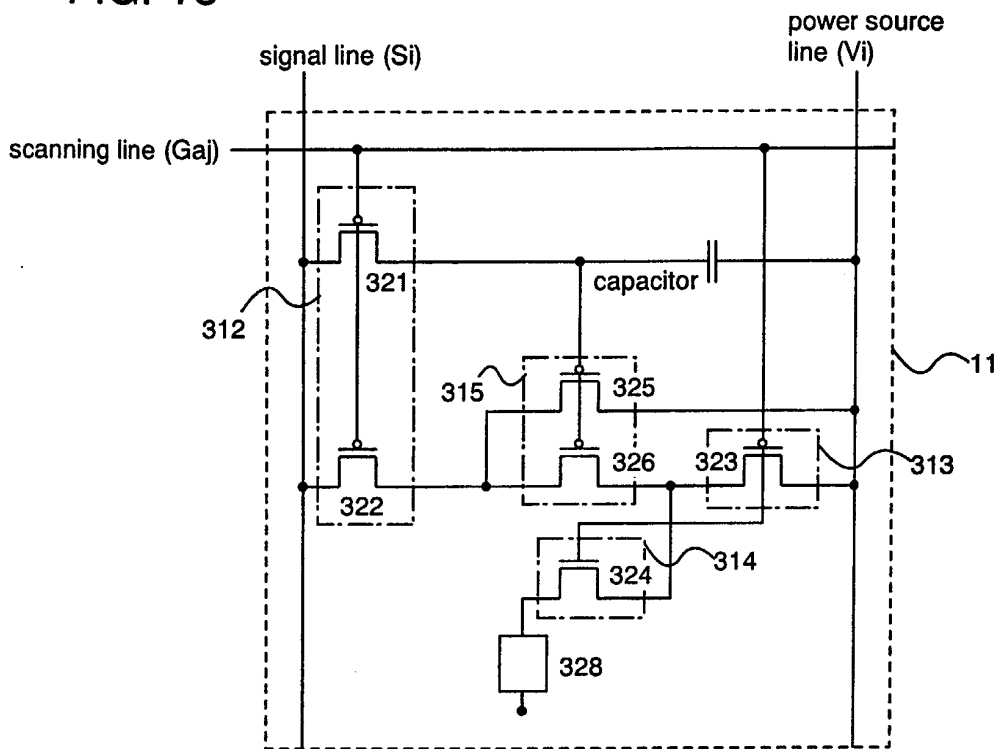 power source
line (Vi)
signal line (Si)
scanning line (Gaj)
321
capacitor
312
11
315
325
326
323
313
322
324
314
328